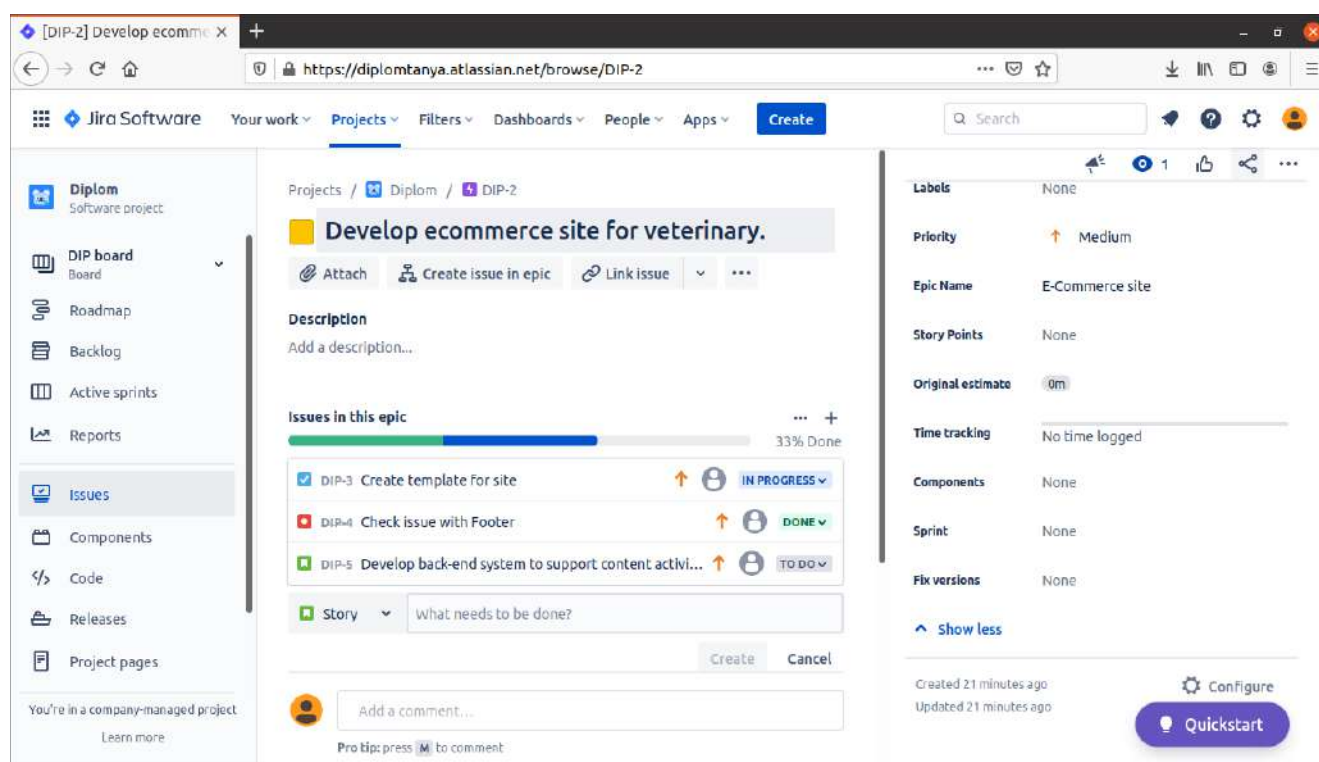 [DIP-2] Develop ecomme
https://diplomtanya.atlassian.net/browse/DIP-2
Jira Software Your work Projects Filters Dashboards People Apps Create Search
Diplom
Software project
DIP board
Board
Roadmap
Backlog
Active sprints
Reports
Issues
Components
Code
Releases
Project pages
You're in a company-managed project
Learn more
Projects / Diplom / DIP-2
Develop ecommerce site for veterinary.
Attach Create issue in epic Link issue
Description
Add a description...
Issues in this epic
33% Done
DIP-3 Create template for site IN PROGRESS
DIP-4 Check issue with Footer DONE
DIP-5 Develop back-end system to support content activi... TO DO
Story What needs to be done?
Create Cancel
Add a comment...
Pro tip: press M to comment
1
Labels None
Priority Medium
Epic Name E-Commerce site
Story Points None
Original estimate 0m
Time tracking No time logged
Components None
Sprint None
Fix versions None
Show less
Created 21 minutes ago Configure
Updated 21 minutes ago
Quickstart